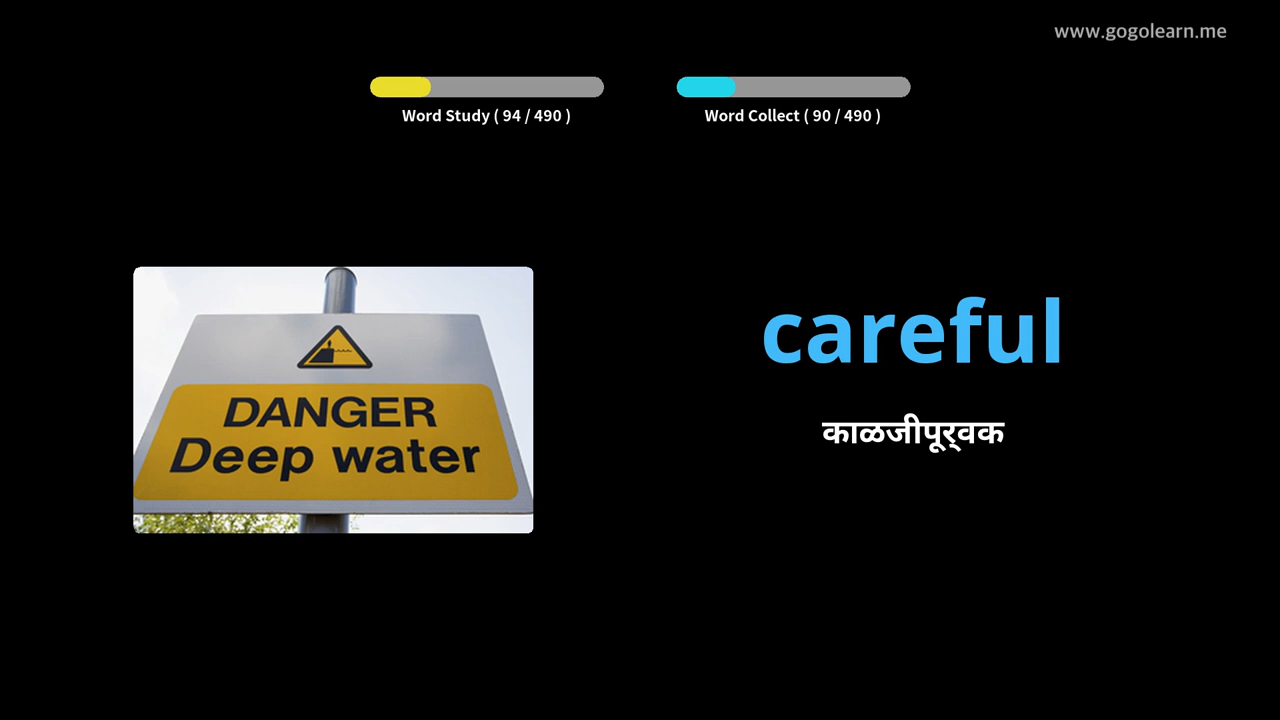 www.gogolearn.me
Word Study ( 94 / 490 )
Word Collect ( 90 / 490 )
DANGER
Deep water
careful
काळजीपूर्वक